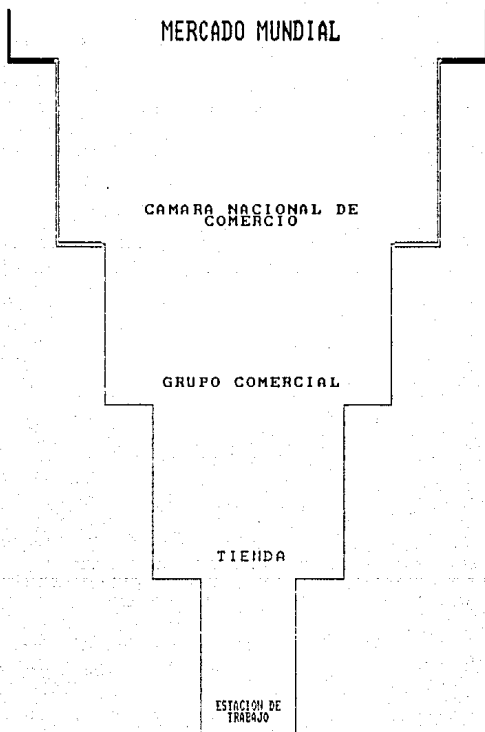 MERCADO MUNDIAL
CAMARA NACIONAL DE
COMERCIO
GRUPO COMERCIAL
TIENDA
ESTACION DE
TRABAJO